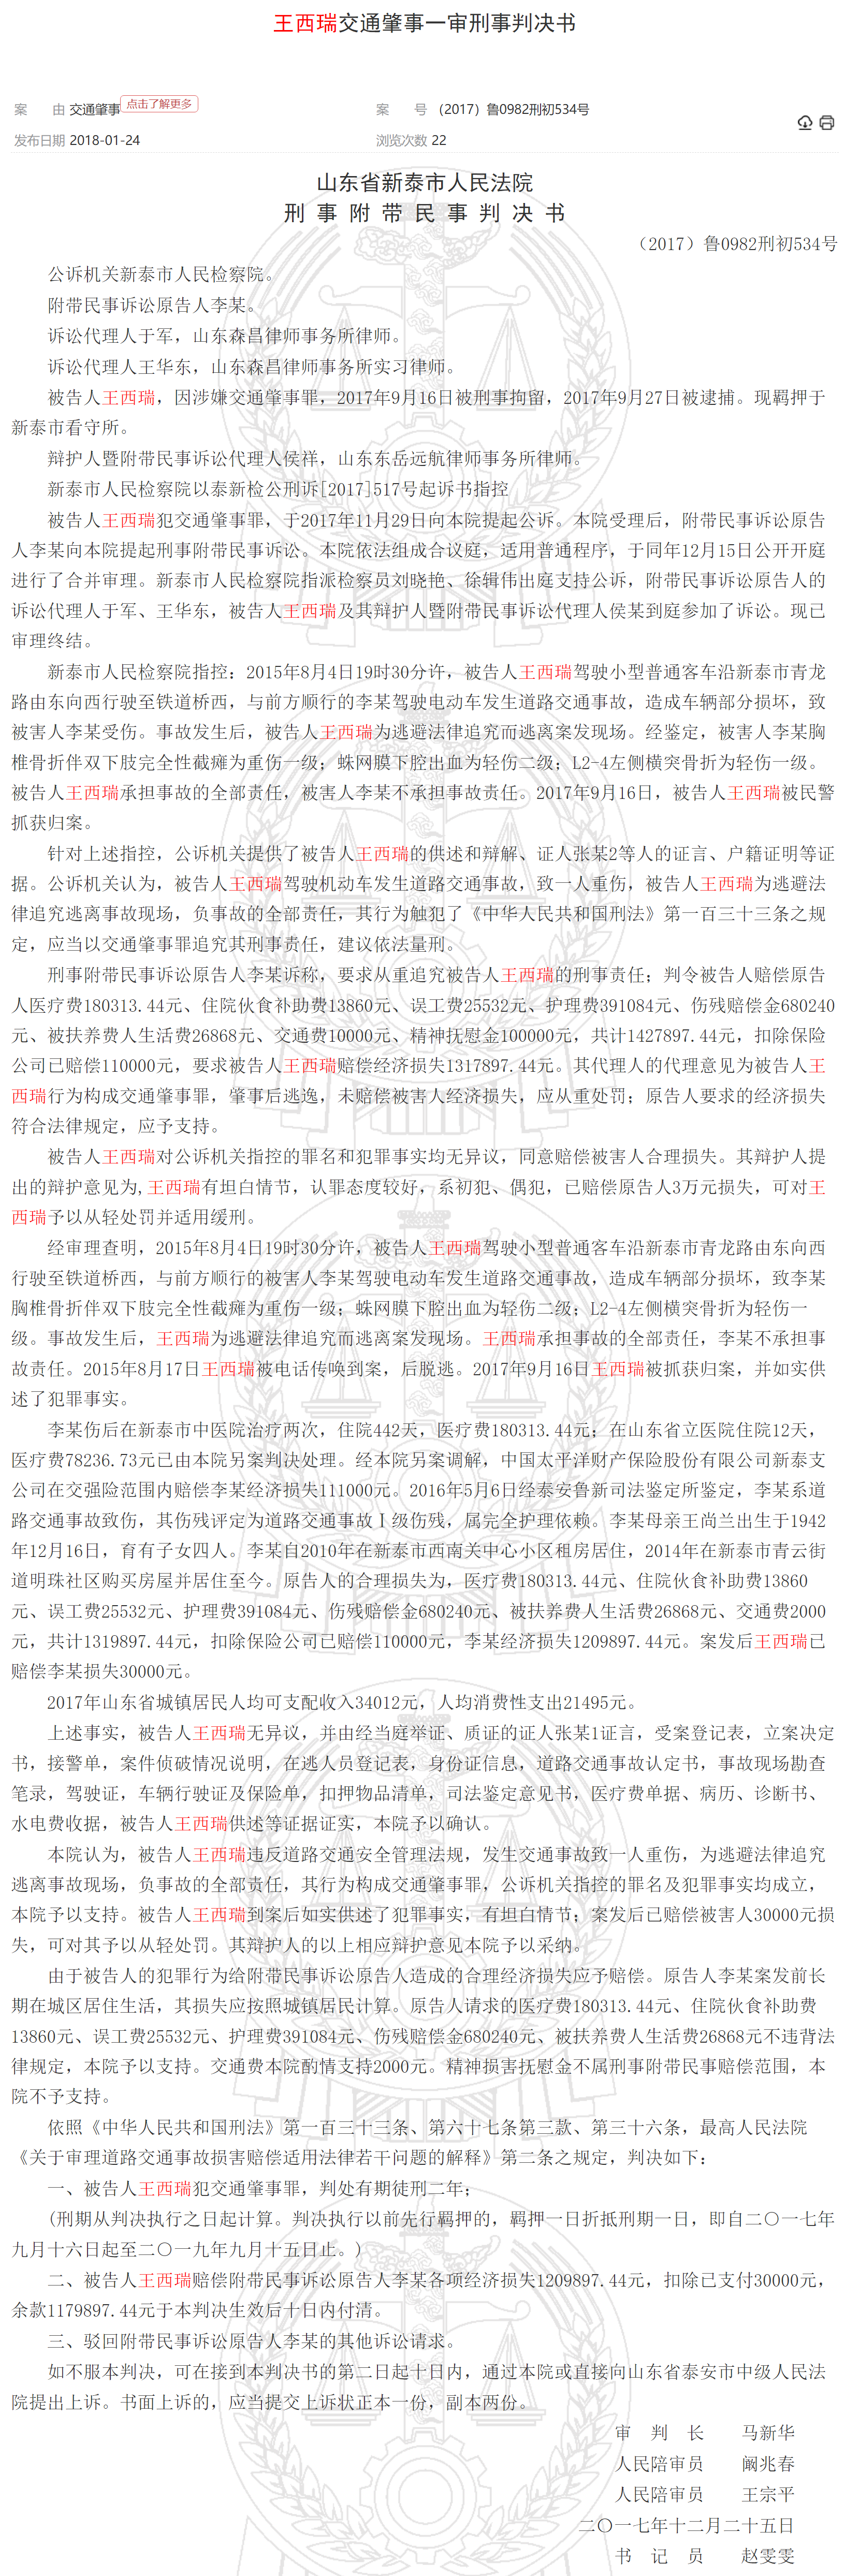 王西瑞交通肇事一审刑事判决书
案　由 交通肇事 点击了解更多
案　号 （2017）鲁0982刑初534号
发布日期 2018-01-24
浏览次数 22
山东省新泰市人民法院
刑 事 附 带 民 事 判 决 书
（2017）鲁0982刑初534号
公诉机关新泰市人民检察院。
附带民事诉讼原告人李某。
诉讼代理人于军，山东森昌律师事务所律师。
诉讼代理人王华东，山东森昌律师事务所实习律师。
被告人王西瑞，因涉嫌交通肇事罪，2017年9月16日被刑事拘留，2017年9月27日被逮捕。现羁押于
新泰市看守所。
辩护人暨附带民事诉讼代理人侯祥，山东东岳远航律师事务所律师。
新泰市人民检察院以泰新检公刑诉[2017]517号起诉书指控
被告人王西瑞犯交通肇事罪，于2017年11月29日向本院提起公诉。本院受理后，附带民事诉讼原告
人李某向本院提起刑事附带民事诉讼。本院依法组成合议庭，适用普通程序，于同年12月15日公开开庭
进行了合并审理。新泰市人民检察院指派检察员刘晓艳、徐辑伟出庭支持公诉，附带民事诉讼原告人的
诉讼代理人于军、王华东，被告人王西瑞及其辩护人暨附带民事诉讼代理人侯某到庭参加了诉讼。现已
审理终结。
新泰市人民检察院指控：2015年8月4日19时30分许，被告人王西瑞驾驶小型普通客车沿新泰市青龙
路由东向西行驶至铁道桥西，与前方顺行的李某驾驶电动车发生道路交通事故，造成车辆部分损坏，致
被害人李某受伤。事故发生后，被告人王西瑞为逃避法律追究而逃离案发现场。经鉴定，被害人李某胸
椎骨折伴双下肢完全性截瘫为重伤一级；蛛网膜下腔出血为轻伤二级；L2-4左侧横突骨折为轻伤一级。
被告人王西瑞承担事故的全部责任，被害人李某不承担事故责任。2017年9月16日，被告人王西瑞被民警
抓获归案。
针对上述指控，公诉机关提供了被告人王西瑞的供述和辩解、证人张某2等人的证言、户籍证明等证
据。公诉机关认为，被告人王西瑞驾驶机动车发生道路交通事故，致一人重伤，被告人王西瑞为逃避法
律追究逃离事故现场，负事故的全部责任，其行为触犯了《中华人民共和国刑法》第一百三十三条之规
定，应当以交通肇事罪追究其刑事责任，建议依法量刑。
刑事附带民事诉讼原告人李某诉称，要求从重追究被告人王西瑞的刑事责任；判令被告人赔偿原告
人医疗费180313.44元、住院伙食补助费13860元、误工费25532元、护理费391084元、伤残赔偿金680240
元、被扶养费人生活费26868元、交通费10000元、精神抚慰金100000元，共计1427897.44元，扣除保险
公司已赔偿110000元，要求被告人王西瑞赔偿经济损失1317897.44元。其代理人的代理意见为被告人王
西瑞行为构成交通肇事罪，肇事后逃逸，未赔偿被害人经济损失，应从重处罚；原告人要求的经济损失
符合法律规定，应予支持。
被告人王西瑞对公诉机关指控的罪名和犯罪事实均无异议，同意赔偿被害人合理损失。其辩护人提
出的辩护意见为，王西瑞有坦白情节，认罪态度较好，系初犯、偶犯，已赔偿原告人3万元损失，可对王
西瑞予以从轻处罚并适用缓刑。
经审理查明，2015年8月4日19时30分许，被告人王西瑞驾驶小型普通客车沿新泰市青龙路由东向西
行驶至铁道桥西，与前方顺行的被害人李某驾驶电动车发生道路交通事故，造成车辆部分损坏，致李某
胸椎骨折伴双下肢完全性截瘫为重伤一级；蛛网膜下腔出血为轻伤二级；L2-4左侧横突骨折为轻伤一
级。事故发生后，王西瑞为逃避法律追究而逃离案发现场。王西瑞承担事故的全部责任，李某不承担事
故责任。2015年8月17日王西瑞被电话传唤到案，后脱逃。2017年9月16日王西瑞被抓获归案，并如实供
述了犯罪事实。
李某伤后在新泰市中医院治疗两次，住院442天，医疗费180313.44元；在山东省立医院住院12天，
医疗费78236.73元已由本院另案判决处理。经本院另案调解，中国太平洋财产保险股份有限公司新泰支
公司在交强险范围内赔偿李某经济损失111000元。2016年5月6日经泰安鲁新司法鉴定所鉴定，李某系道
路交通事故致伤，其伤残评定为道路交通事故Ⅰ级伤残，属完全护理依赖。李某母亲王尚兰出生于1942
年12月16日，育有子女四人。李某自2010年在新泰市西南关中心小区租房居住，2014年在新泰市青云街
道明珠社区购买房屋并居住至今。原告人的合理损失为，医疗费180313.44元、住院伙食补助费13860
元、误工费25532元、护理费391084元、伤残赔偿金680240元、被扶养费人生活费26868元、交通费2000
元，共计1319897.44元，扣除保险公司已赔偿110000元，李某经济损失1209897.44元。案发后王西瑞已
赔偿李某损失30000元。
2017年山东省城镇居民人均可支配收入34012元，人均消费性支出21495元。
上述事实，被告人王西瑞无异议，并由经当庭举证、质证的证人张某1证言，受案登记表，立案决定
书，接警单，案件侦破情况说明，在逃人员登记表，身份证信息，道路交通事故认定书，事故现场勘查
笔录，驾驶证，车辆行驶证及保险单，扣押物品清单，司法鉴定意见书，医疗费单据、病历、诊断书、
水电费收据，被告人王西瑞供述等证据证实，本院予以确认。
本院认为，被告人王西瑞违反道路交通安全管理法规，发生交通事故致一人重伤，为逃避法律追究
逃离事故现场，负事故的全部责任，其行为构成交通肇事罪，公诉机关指控的罪名及犯罪事实均成立，
本院予以支持。被告人王西瑞到案后如实供述了犯罪事实，有坦白情节；案发后已赔偿被害人30000元损
失，可对其予以从轻处罚。其辩护人的以上相应辩护意见本院予以采纳。
由于被告人的犯罪行为给附带民事诉讼原告人造成的合理经济损失应予赔偿。原告人李某案发前长
期在城区居住生活，其损失应按照城镇居民计算。原告人请求的医疗费180313.44元、住院伙食补助费
13860元、误工费25532元、护理费391084元、伤残赔偿金680240元、被扶养费人生活费26868元不违背法
律规定，本院予以支持。交通费本院酌情支持2000元。精神损害抚慰金不属刑事附带民事赔偿范围，本
院不予支持。
依照《中华人民共和国刑法》第一百三十三条、第六十七条第三款、第三十六条，最高人民法院
《关于审理道路交通事故损害赔偿适用法律若干问题的解释》第二条之规定，判决如下：
一、被告人王西瑞犯交通肇事罪，判处有期徒刑二年；
(刑期从判决执行之日起计算。判决执行以前先行羁押的，羁押一日折抵刑期一日，即自二〇一七年
九月十六日起至二〇一九年九月十五日止。)
二、被告人王西瑞赔偿附带民事诉讼原告人李某各项经济损失1209897.44元，扣除已支付30000元，
余款1179897.44元于本判决生效后十日内付清。
三、驳回附带民事诉讼原告人李某的其他诉讼请求。
如不服本判决，可在接到本判决书的第二日起十日内，通过本院或直接向山东省泰安市中级人民法
院提出上诉。书面上诉的，应当提交上诉状正本一份，副本两份。
审　判　长　　马新华
人民陪审员　　阚兆春
人民陪审员　　王宗平
二〇一七年十二月二十五日
书　记　员　　赵雯雯